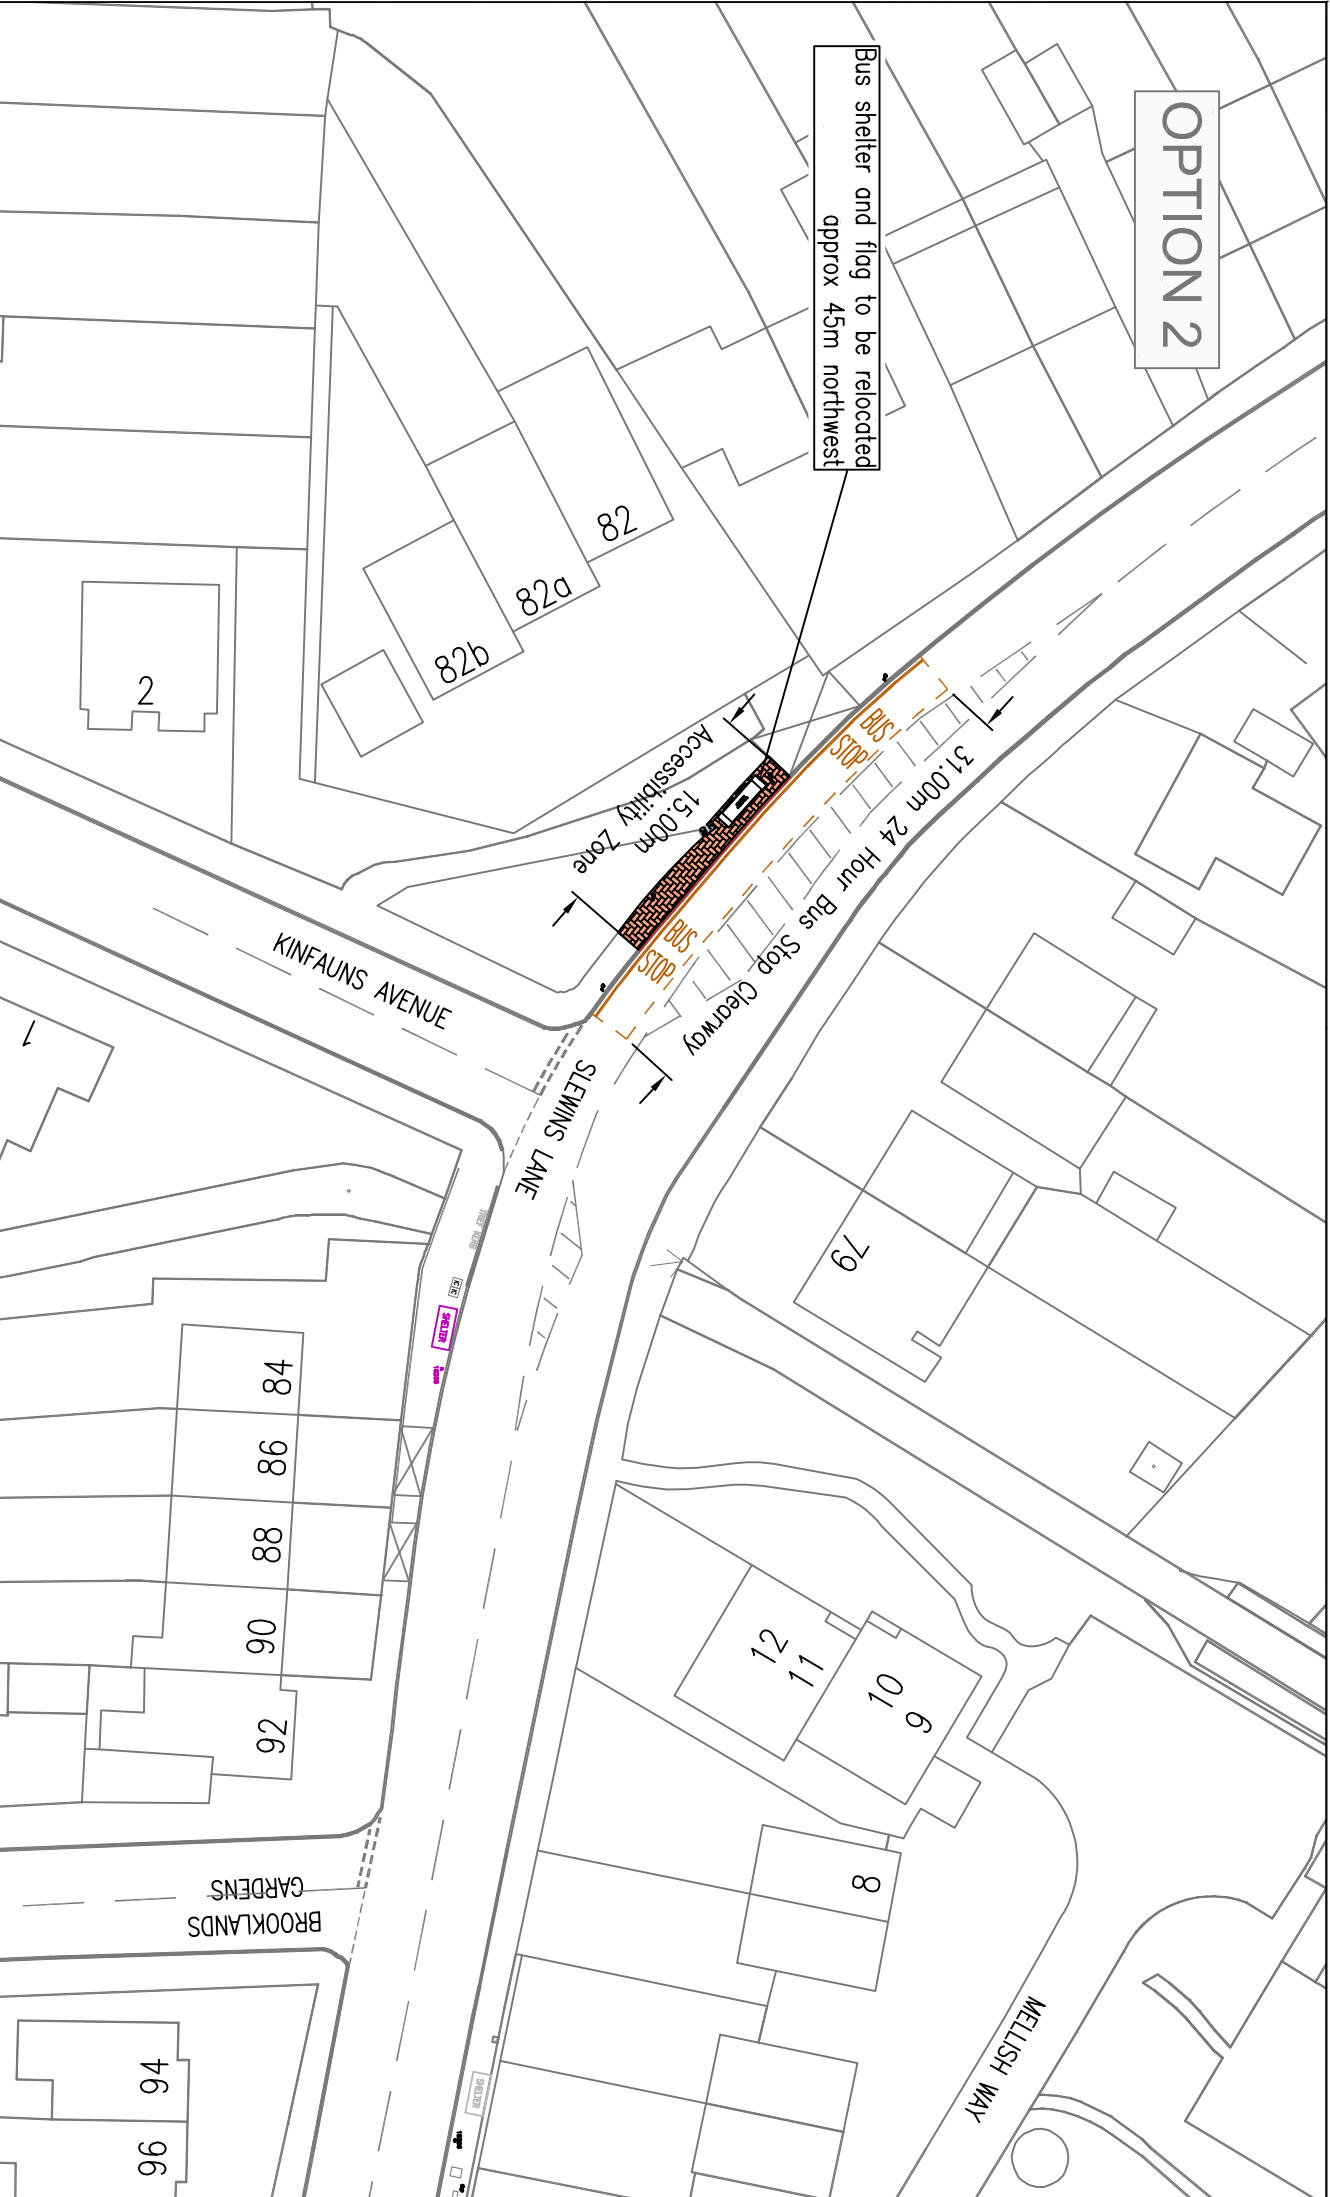 OPTION 2
Bus shelter and flag to be relocated
approx 45m northwest
82
82a
82b
2
1
BUS
STOP
BUS
STOP
31.00m 24 Hour Bus Stop Clearway
15.00m
Accessibility Zone
KINFAUNS AVENUE
SLEWINS LANE
79
SHELTER
84
86
88
90
92
12
11
10
9
8
BROOKLANDS
GARDENS
MELLISH WAY
SHELTER
94
96